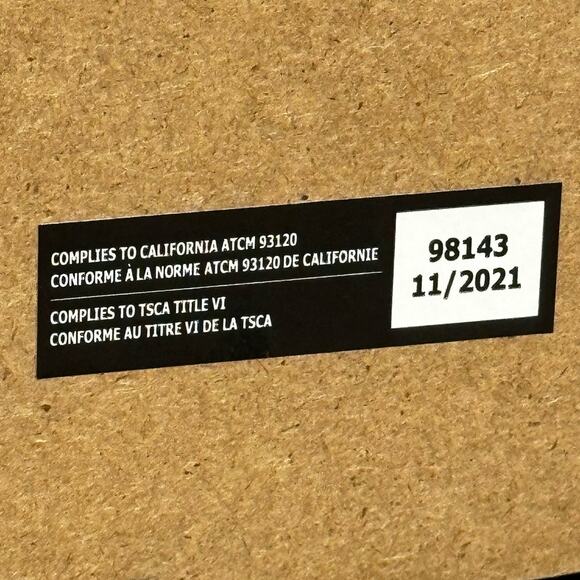 COMPLIES TO CALIFORNIA ATCM 93120
CONFORME À LA NORME ATCM 93120 DE CALIFORNIE
COMPLIES TO TSCA TITLE VI
CONFORME AU TITRE VI DE LA TSCA
98143
11/2021